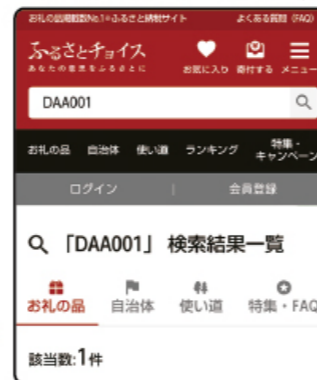 お礼の品掲載数No.1※ふるさと納税サイト よくある質問 (FAQ)
ふるさとチョイス
あなたの意思をふるさとに
お気に入り 寄付する メニュー
DAA001
お礼の品 自治体 使い道 ランキング 特集・
キャンペーン
ログイン | 会員登録
「DAA001」 検索結果一覧
お礼の品 自治体 使い道 特集・FAQ
該当数:1件